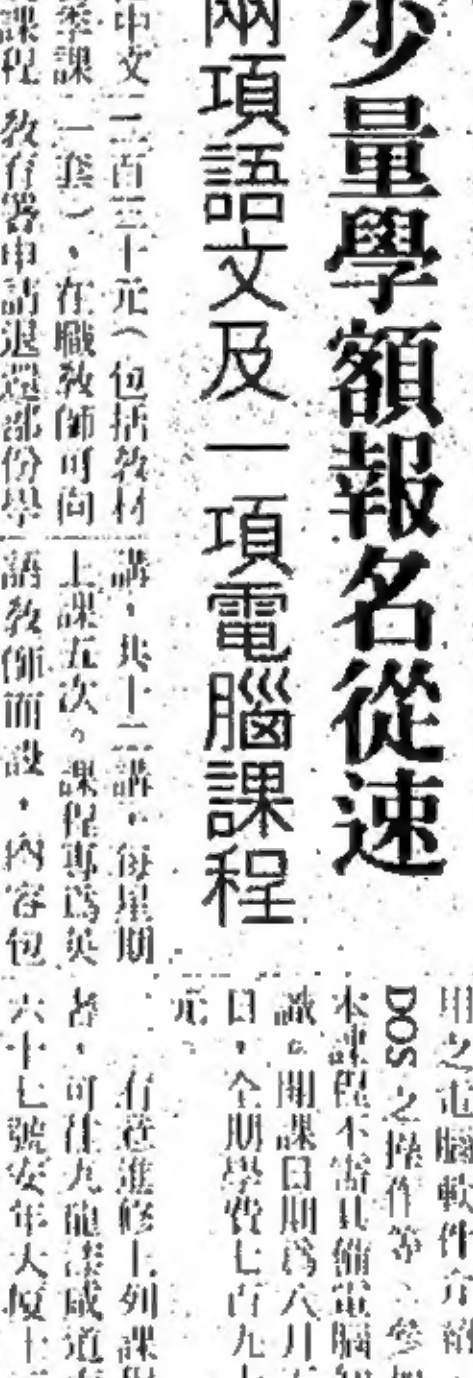 少量學額報名從速
兩項語文及一項電腦課程
中文
季課
課程
二百三十元(包括教材
一套),在職教師可向
教育署申請退還部份學
講,共十二講,每星期
上課五次。課程專為英
語教師而設,內容包
用之電腦軟件介紹
DOS之操作等、參加
本課程不需具備電腦知
識。開課日期為八月
日,全期學費七百九十
元。
有意進修上列課程
者,可往九龍漆咸道
六十七號安年大廈十